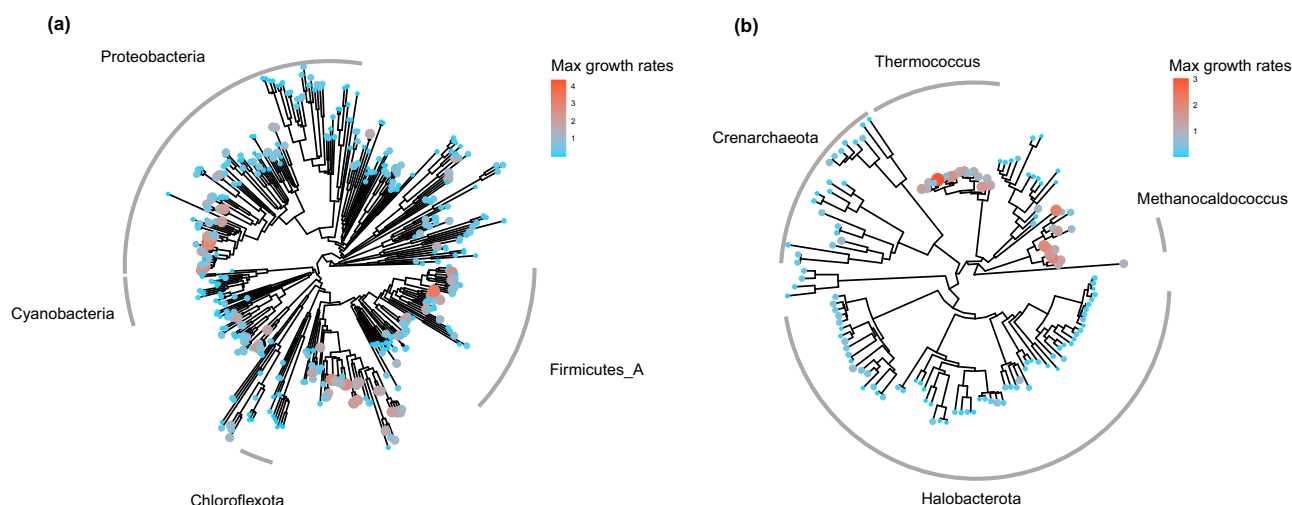 (a)
Proteobacteria
Max growth rates
4
3
2
1
Cyanobacteria
Firmicutes_A
Chloroflexota
(b)
Thermococcus
Max growth rates
3
2
1
Crenarchaeota
Methanocaldococcus
Halobacterota